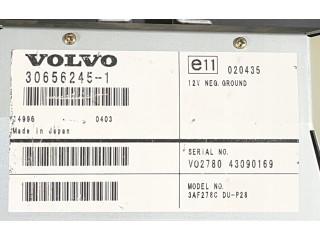 VOLVO
30656245-1
14996 0403
Made in Japan
e11 020435
12V NEG. GROUND
SERIAL NO.
VO2780 43090169
MODEL NO.
3AF278C DU-P28